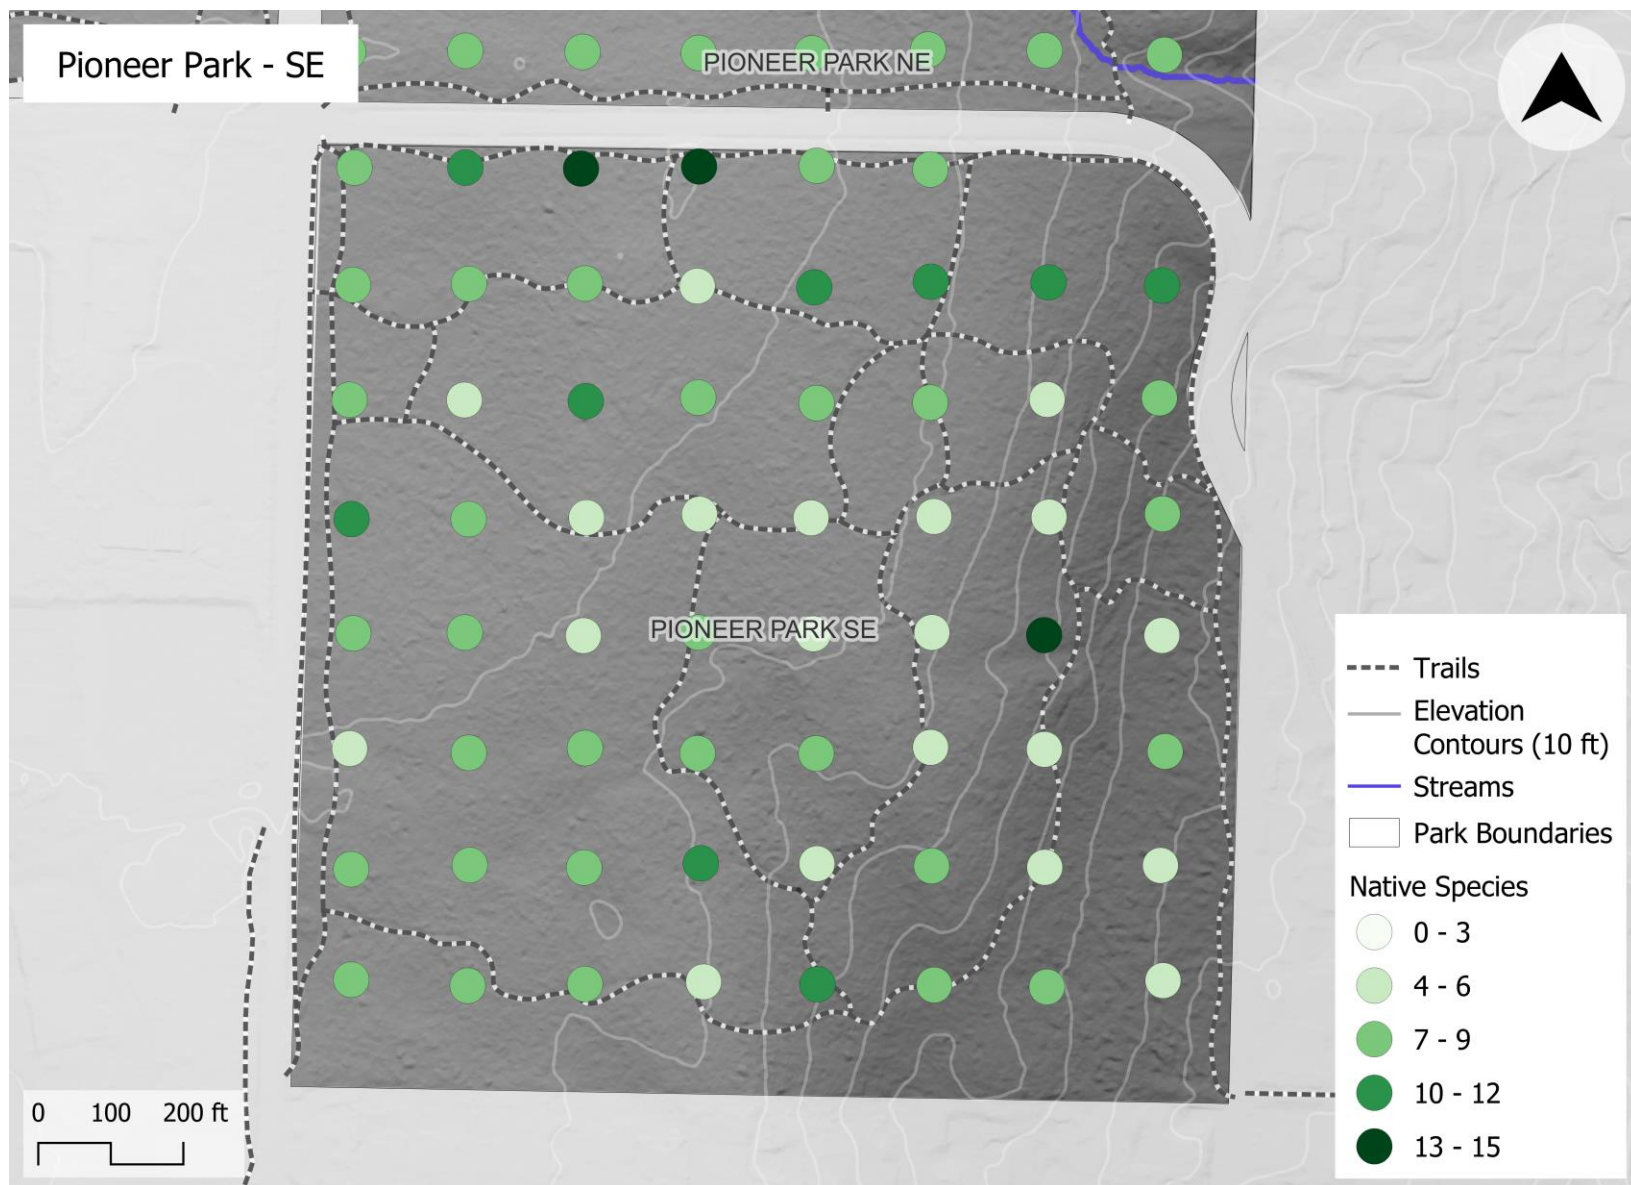 Pioneer Park - SE
PIONEER PARK NE
PIONEER PARK SE
Trails
Elevation
Contours (10 ft)
Streams
Park Boundaries
Native Species
0 - 3
4 - 6
7 - 9
10 - 12
13 - 15
0 100 200 ft